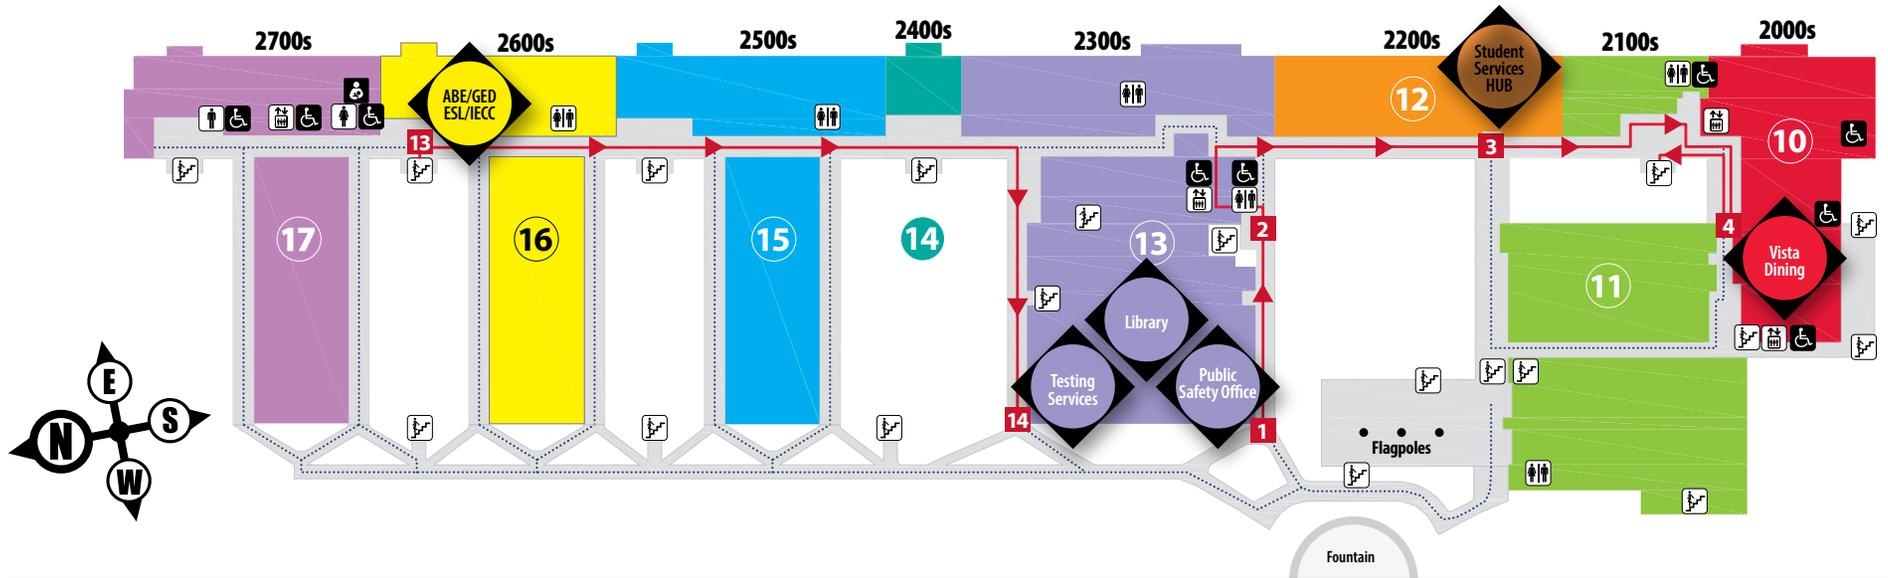 2700s
2600s
2500s
2400s
2300s
2200s
2100s
2000s
ABE/GED
ESL/IECC
Student
Services
HUB
12
10
13
3
17
16
15
14
13
2
11
4
Vista
Dining
Library
Testing
Services
Public
Safety Office
14
1
Flagpoles
E
S
N
W
Fountain